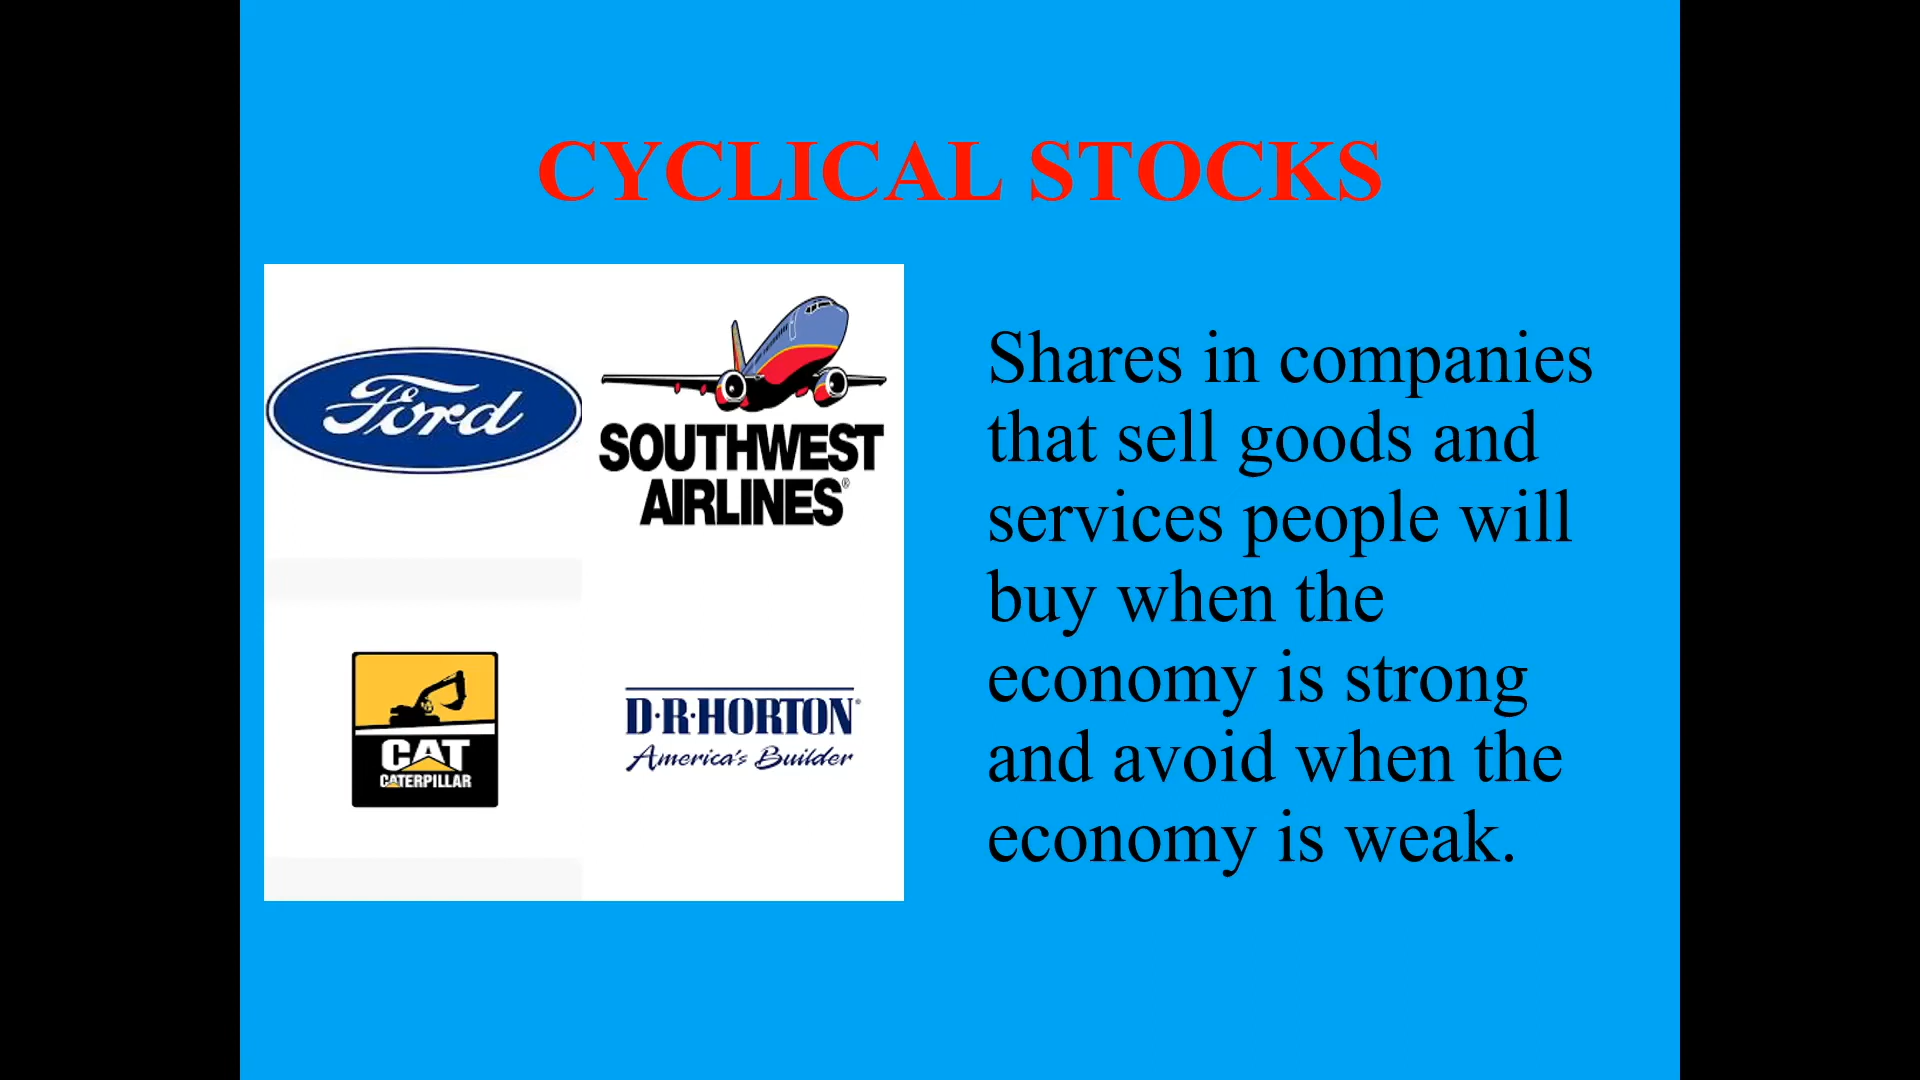 CYCLICAL STOCKS
Ford
SOUTHWEST
AIRLINES®
CAT
CATERPILLAR
D·R·HORTON®
America's Builder
Shares in companies
that sell goods and
services people will
buy when the
economy is strong
and avoid when the
economy is weak.